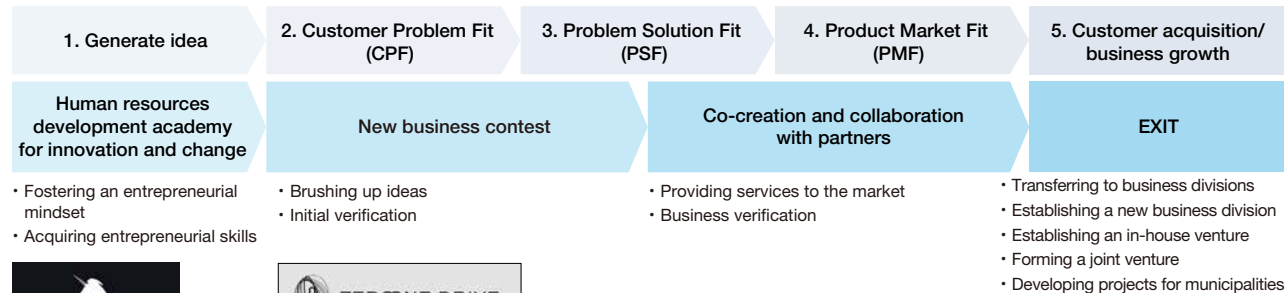 1. Generate idea
2. Customer Problem Fit
(CPF)
3. Problem Solution Fit
(PSF)
4. Product Market Fit
(PMF)
5. Customer acquisition/
business growth
Human resources
development academy
for innovation and change
New business contest
Co-creation and collaboration
with partners
EXIT
・Fostering an entrepreneurial
mindset
・Acquiring entrepreneurial skills
・Brushing up ideas
・Initial verification
・Providing services to the market
・Business verification
・Transferring to business divisions
・Establishing a new business division
・Establishing an in-house venture
・Forming a joint venture
・Developing projects for municipalities